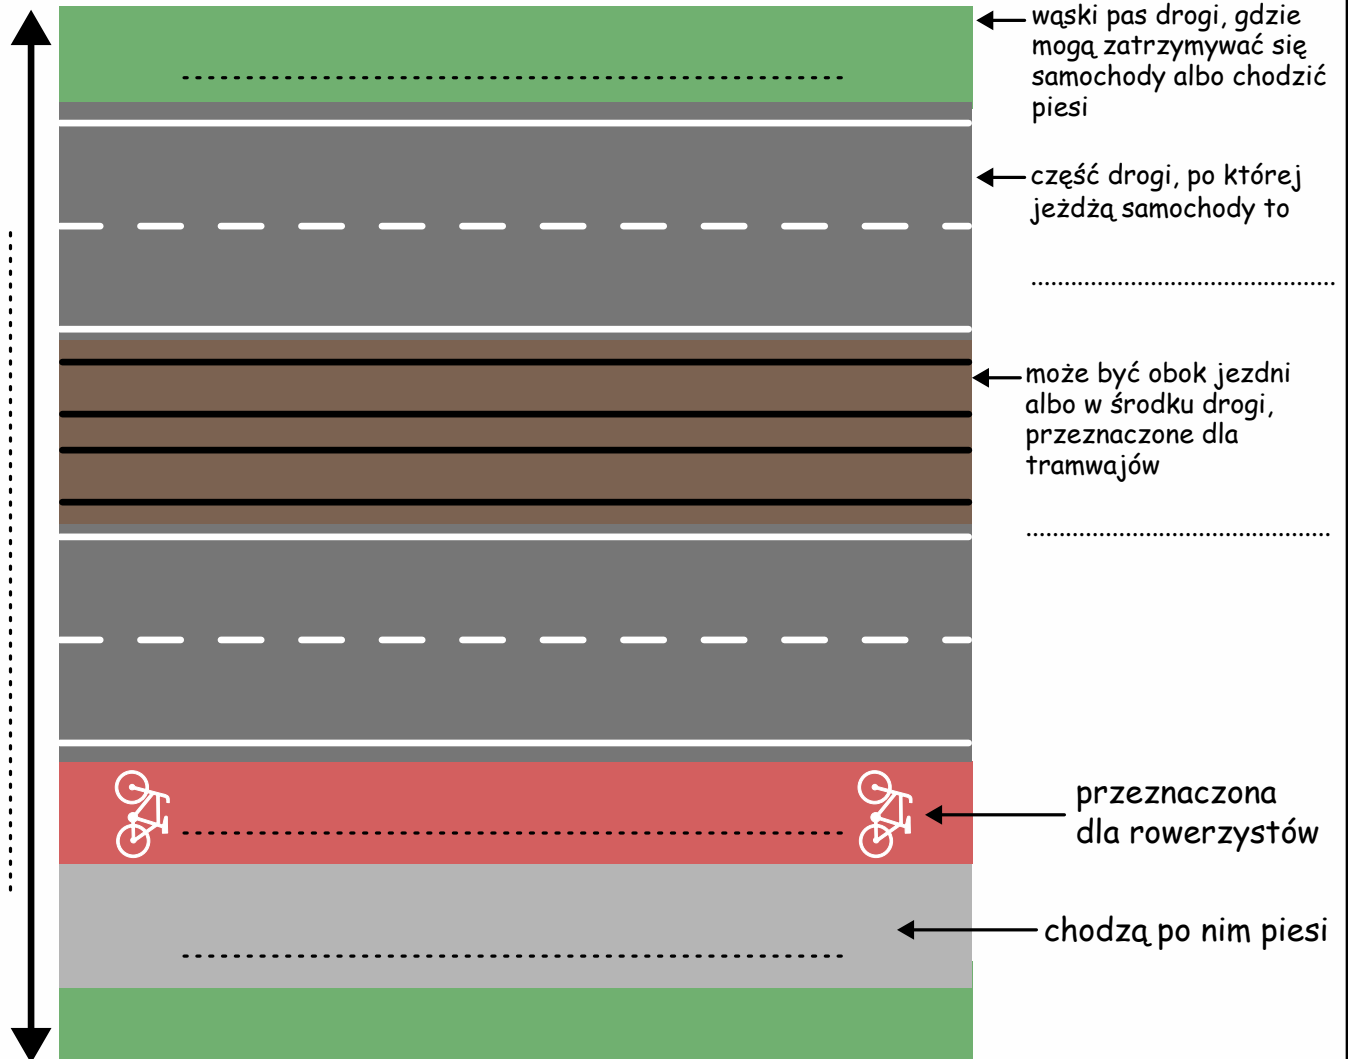 wąski pas drogi, gdzie
mogą zatrzymywać się
samochody albo chodzić
piesi
część drogi, po której
jeżdżą samochody to
może być obok jezdni
albo w środku drogi,
przeznaczone dla
tramwajów
przeznaczona
dla rowerzystów
chodzą po nim piesi